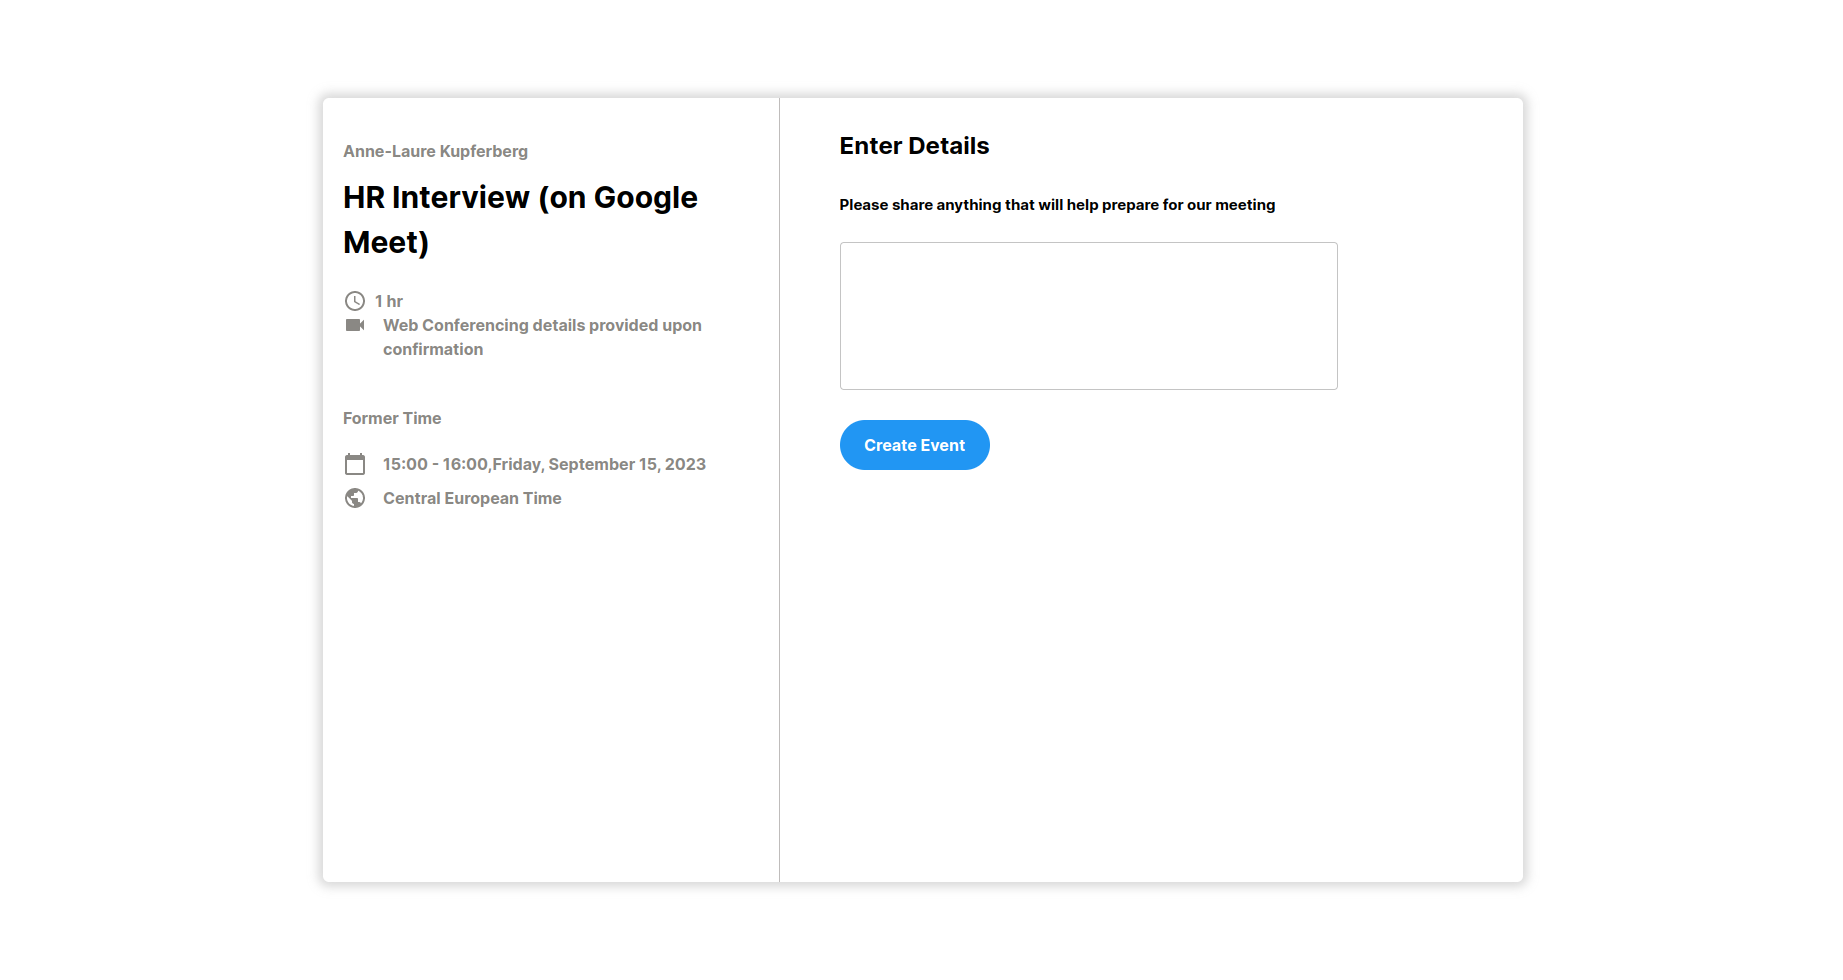 Anne-Laure Kupferberg
HR Interview (on Google
Meet)
1 hr
Web Conferencing details provided upon
confirmation
Former Time
15:00 - 16:00,Friday, September 15, 2023
Central European Time
Enter Details
Please share anything that will help prepare for our meeting
Create Event